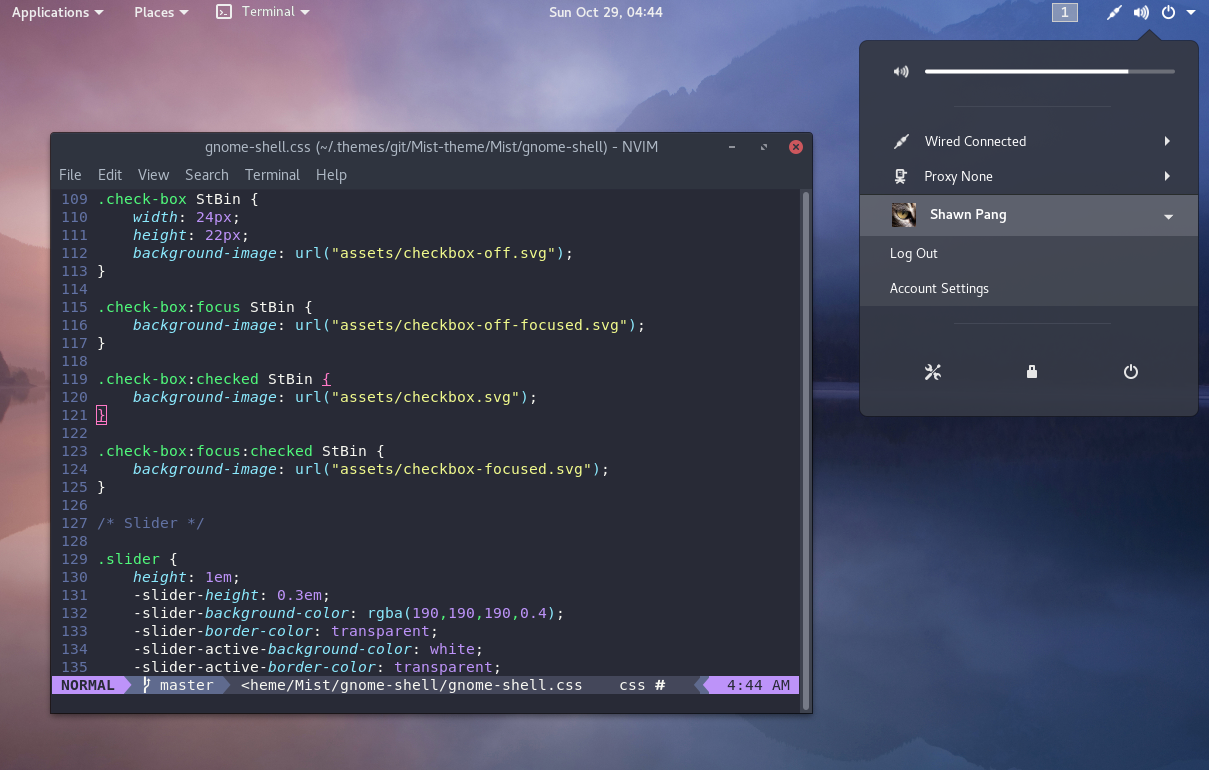 Applications Places Terminal Sun Oct 29, 04:44 1
gnome-shell.css (~/.themes/git/Mist-theme/Mist/gnome-shell) - NVIM
File Edit View Search Terminal Help
109 .check-box StBin {
110     width: 24px;
111     height: 22px;
112     background-image: url("assets/checkbox-off.svg");
113 }
114
115 .check-box:focus StBin {
116     background-image: url("assets/checkbox-off-focused.svg");
117 }
118
119 .check-box:checked StBin {
120     background-image: url("assets/checkbox.svg");
121 }
122
123 .check-box:focus:checked StBin {
124     background-image: url("assets/checkbox-focused.svg");
125 }
126
127 /* Slider */
128
129 .slider {
130     height: 1em;
131     -slider-height: 0.3em;
132     -slider-background-color: rgba(190,190,190,0.4);
133     -slider-border-color: transparent;
134     -slider-active-background-color: white;
135     -slider-active-border-color: transparent;
NORMAL master <heme/Mist/gnome-shell/gnome-shell.css css # 4:44 AM
Wired Connected
Proxy None
Shawn Pang
Log Out
Account Settings